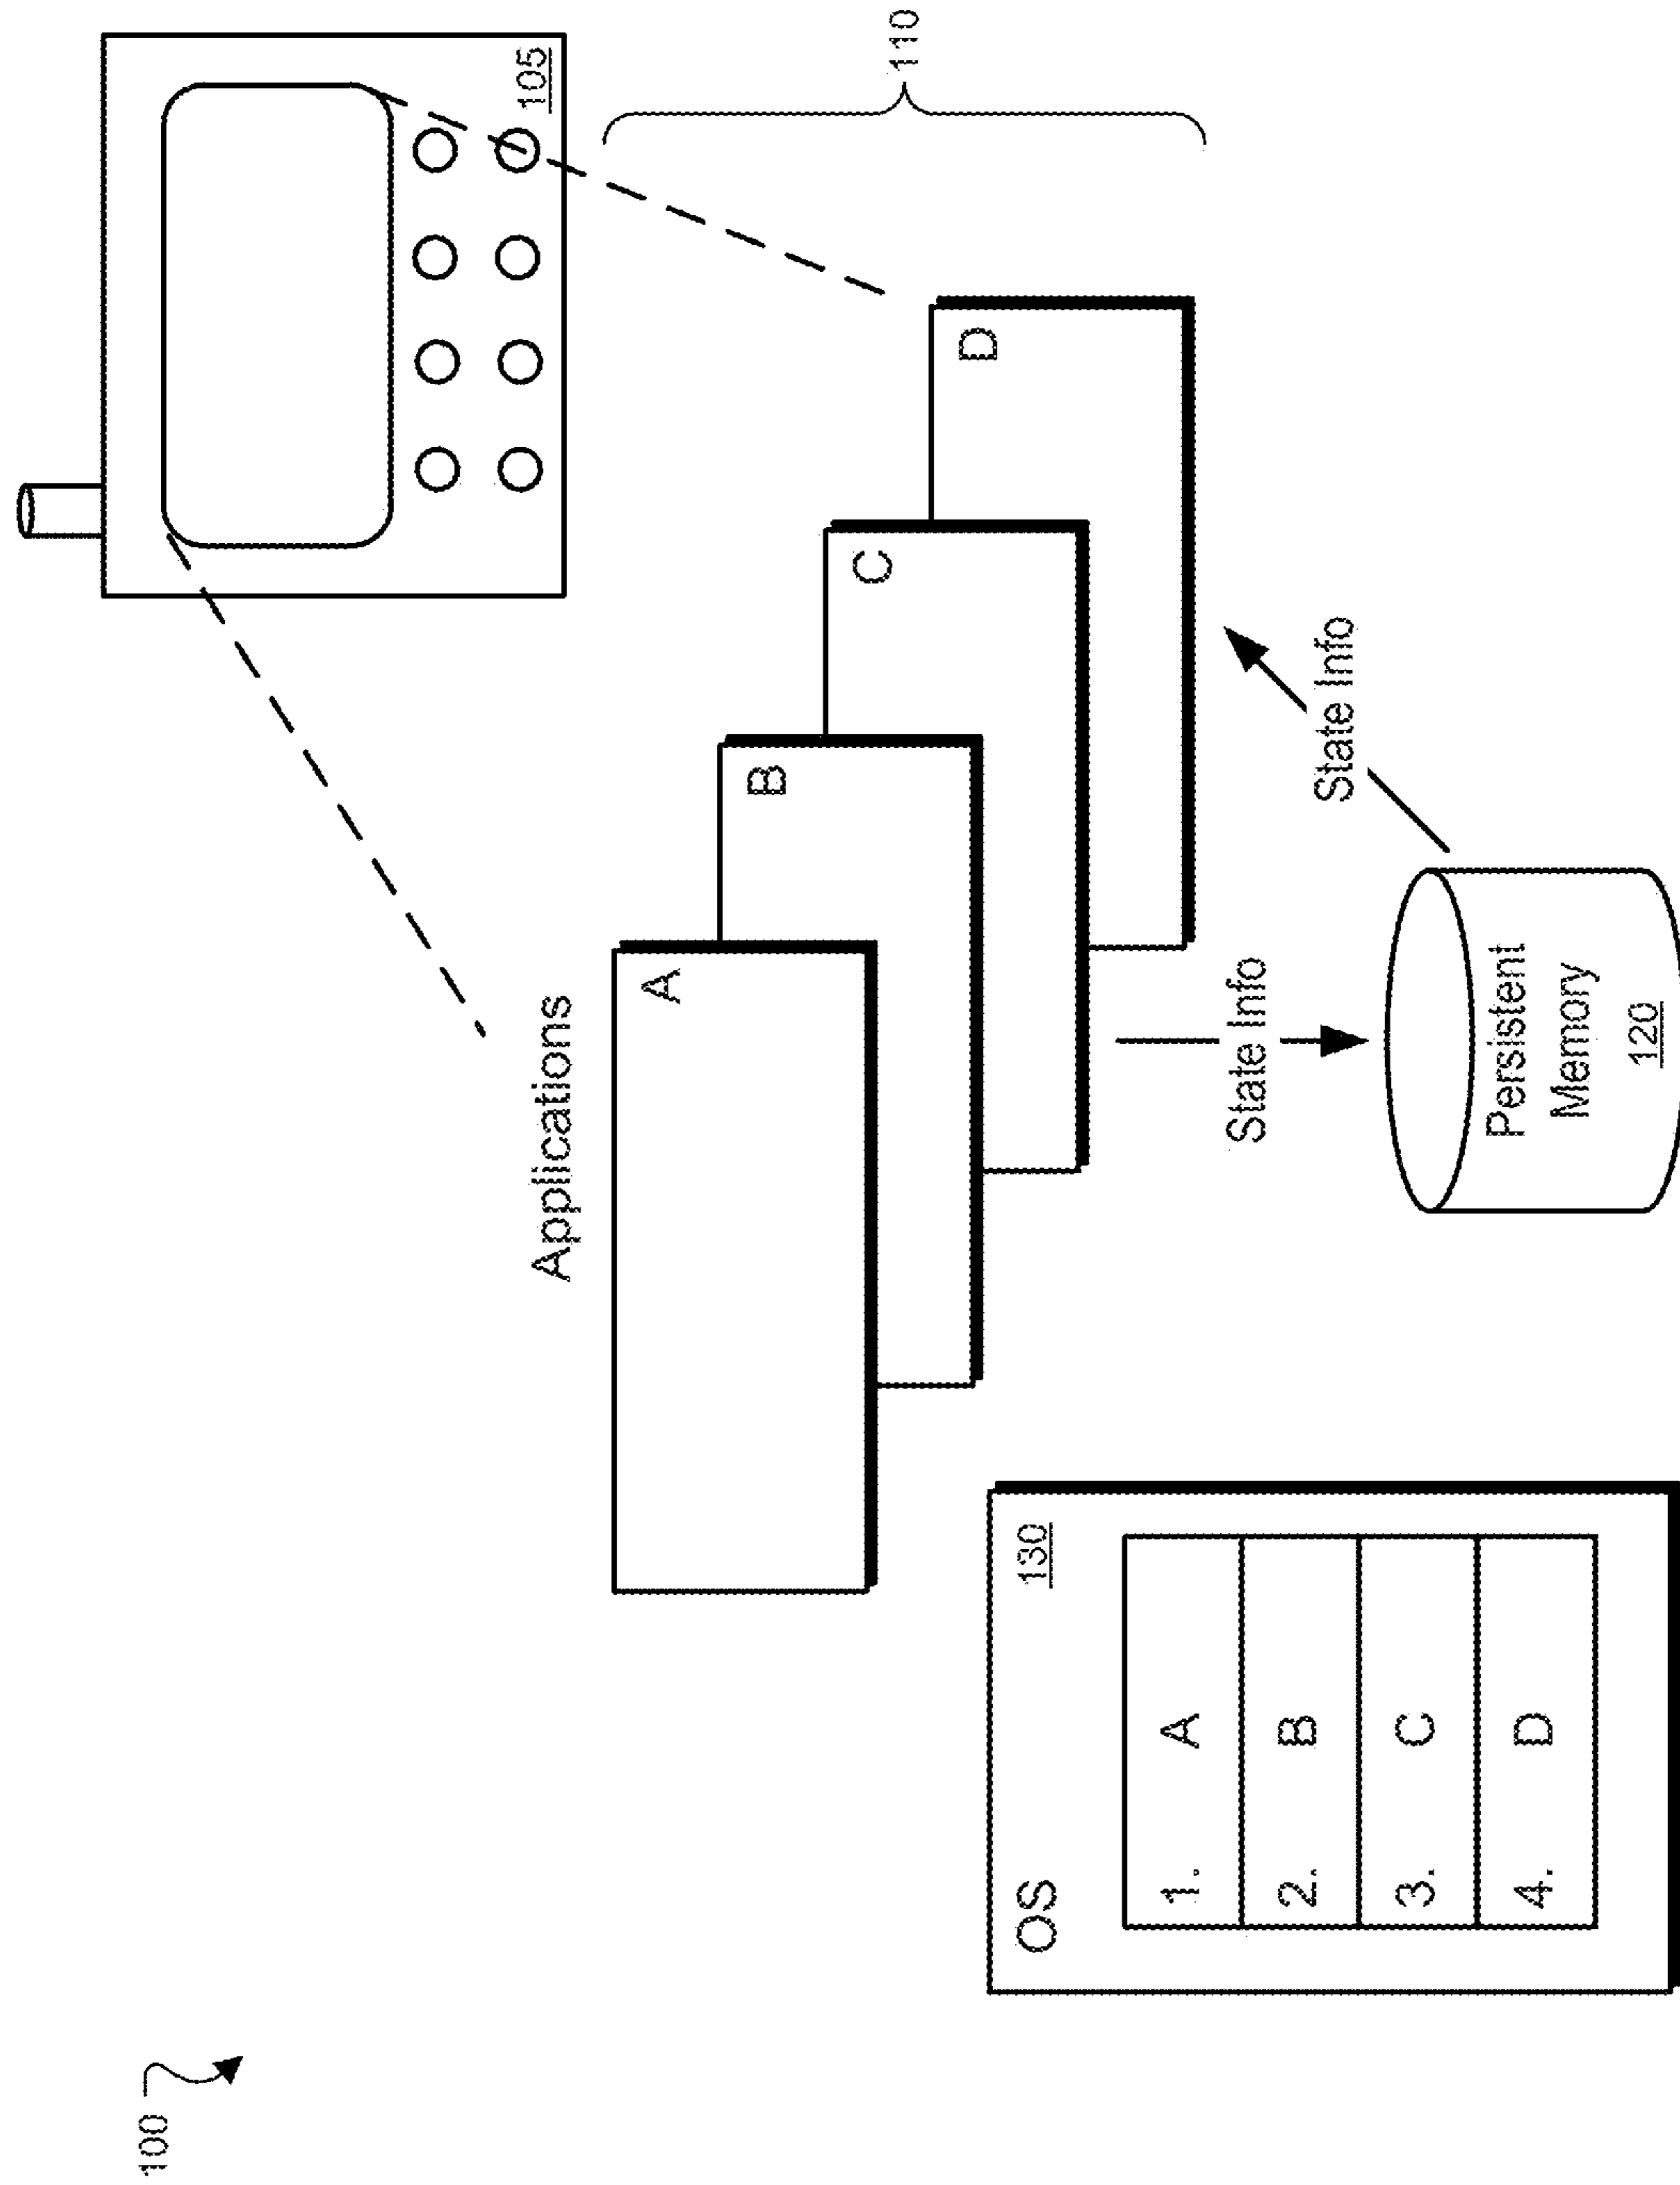 100
105
Applications
110
A
B
C
D
OS
130
1. A
2. B
3. C
4. D
State Info
State Info
Persistent
Memory
120